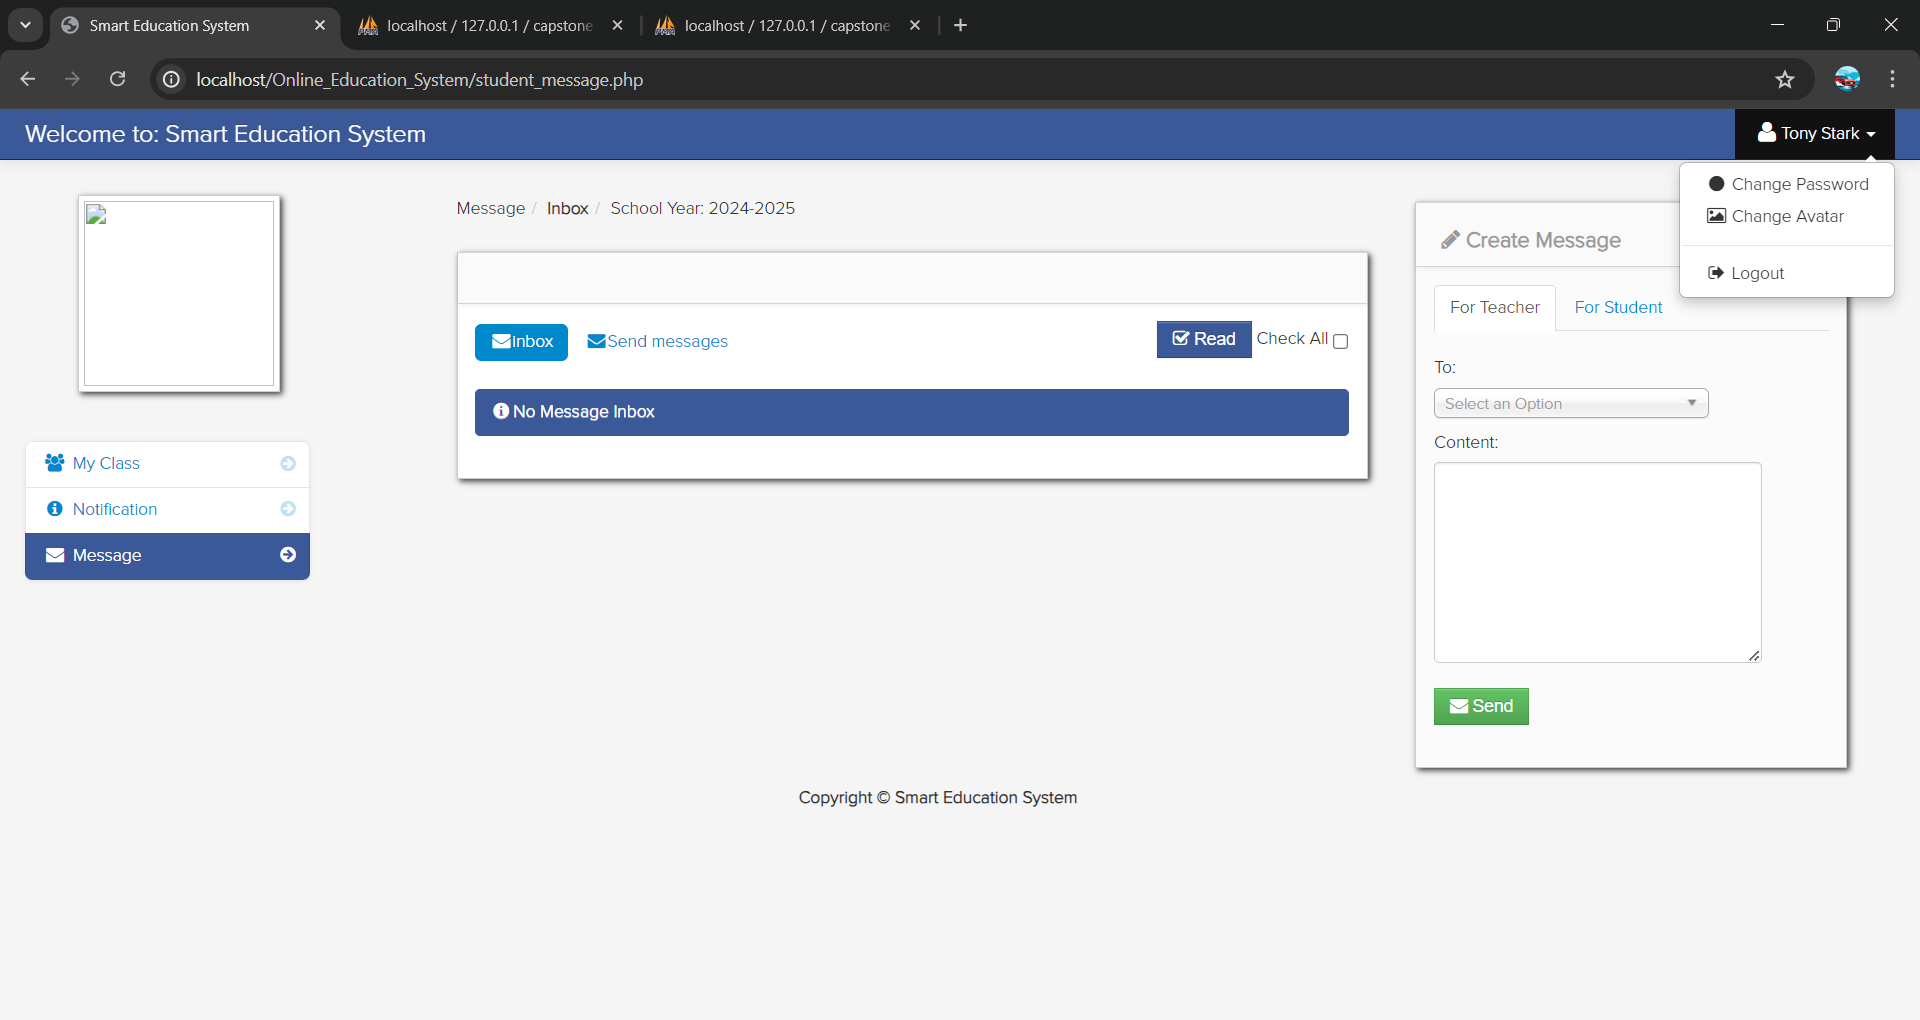 Smart Education System
localhost / 127.0.0.1 / capstone
localhost / 127.0.0.1 / capstone
localhost/Online_Education_System/student_message.php
Welcome to: Smart Education System
Tony Stark
Change Password
Change Avatar
Logout
Message / Inbox / School Year: 2024-2025
Create Message
inbox
Send messages
Read
Check All
No Message Inbox
My Class
Notification
Message
For Teacher
For Student
To:
Select an Option
Content:
Send
Copyright © Smart Education System